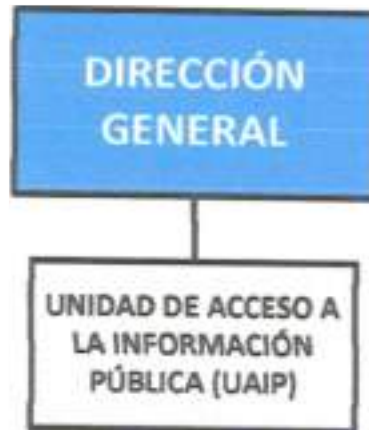 DIRECCIÓN
GENERAL
UNIDAD DE ACCESO A
LA INFORMACIÓN
PÚBLICA (UAIP)